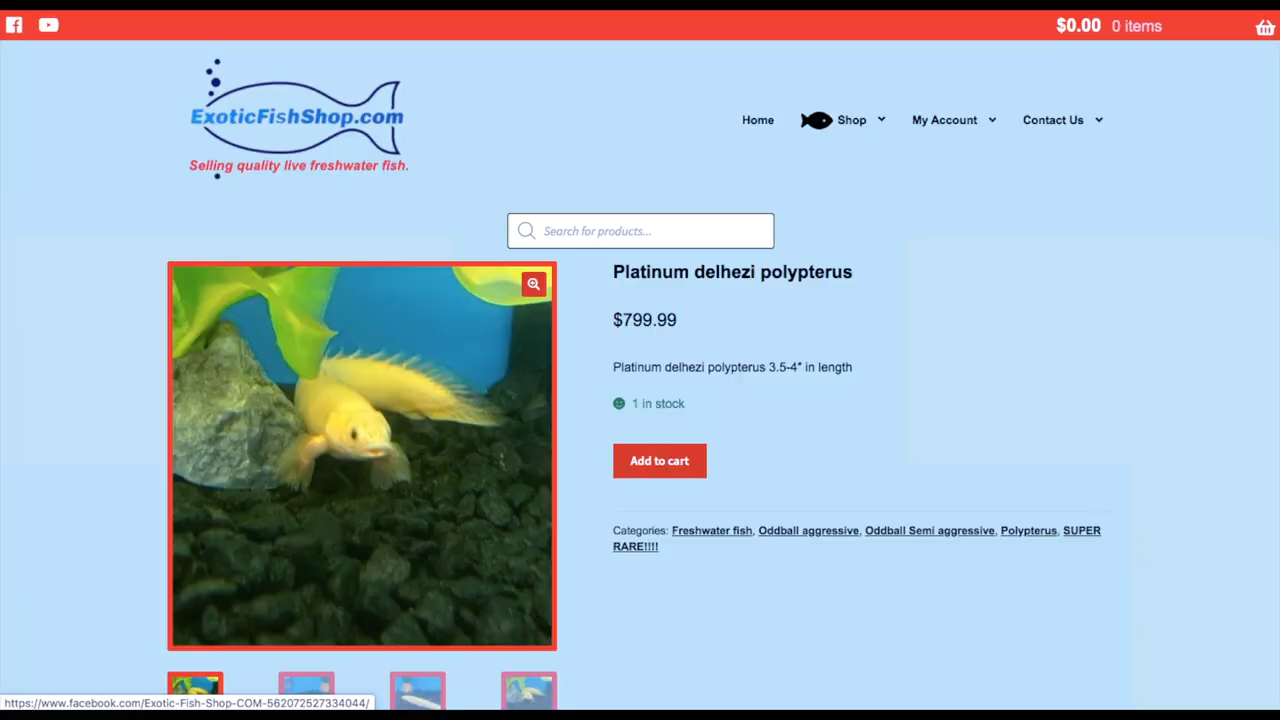 $0.00 0 items
ExoticFishShop.com
Selling quality live freshwater fish.
Home Shop My Account Contact Us
Search for products...
Platinum delhezi polypterus
$799.99
Platinum delhezi polypterus 3.5-4″ in length
1 in stock
Add to cart
Categories: Freshwater fish, Oddball aggressive, Oddball Semi aggressive, Polypterus, SUPER
RARE!!!!
https://www.facebook.com/Exotic-Fish-Shop-COM-562072527334044/